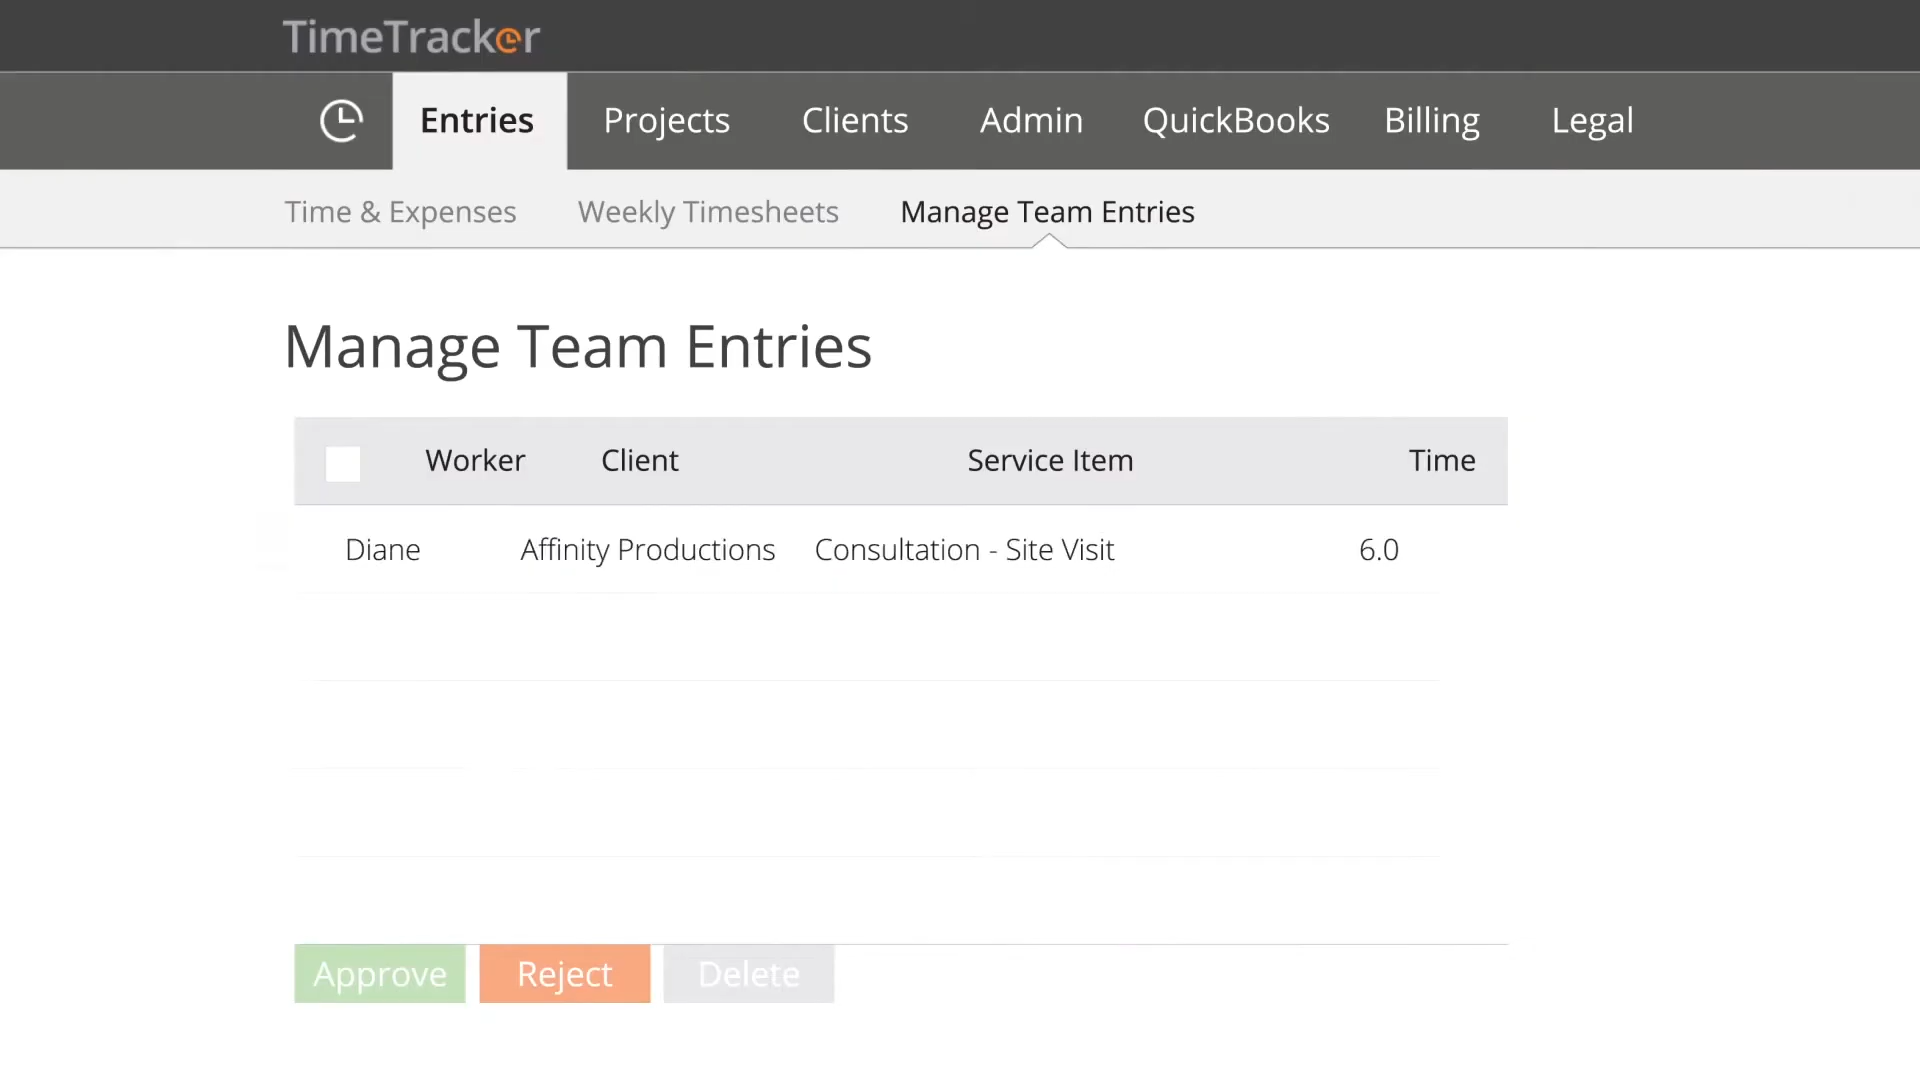 TimeTracker
Entries Projects Clients Admin QuickBooks Billing Legal
Time & Expenses Weekly Timesheets Manage Team Entries
Manage Team Entries
Worker Client Service Item Time
Diane Affinity Productions Consultation - Site Visit 6.0
Approve Reject Delete